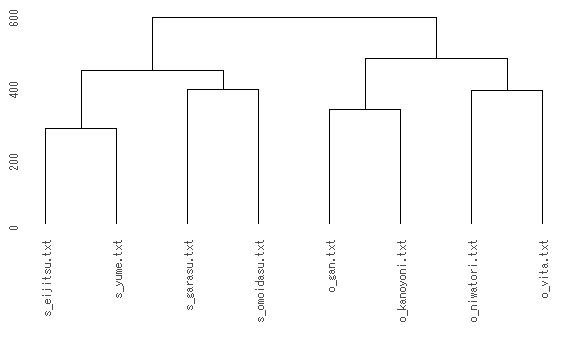 600
400
200
0
s_eijitsu.txt
s_yume.txt
s_garasu.txt
s_omoidasu.txt
o_gan.txt
o_kanoyoni.txt
o_niwatori.txt
o_vita.txt